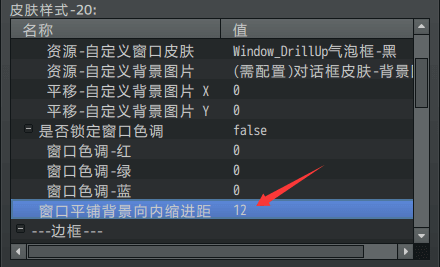 皮肤样式-20:
名称 值
资源-自定义窗口皮肤 Window_DrillUp气泡框-黑
资源-自定义背景图片 (需配置)对话框皮肤-背景
平移-自定义背景图片 X 0
平移-自定义背景图片 Y 0
是否锁定窗口色调 false
窗口色调-红 0
窗口色调-绿 0
窗口色调-蓝 0
窗口平铺背景向内缩进距 12
---边框---